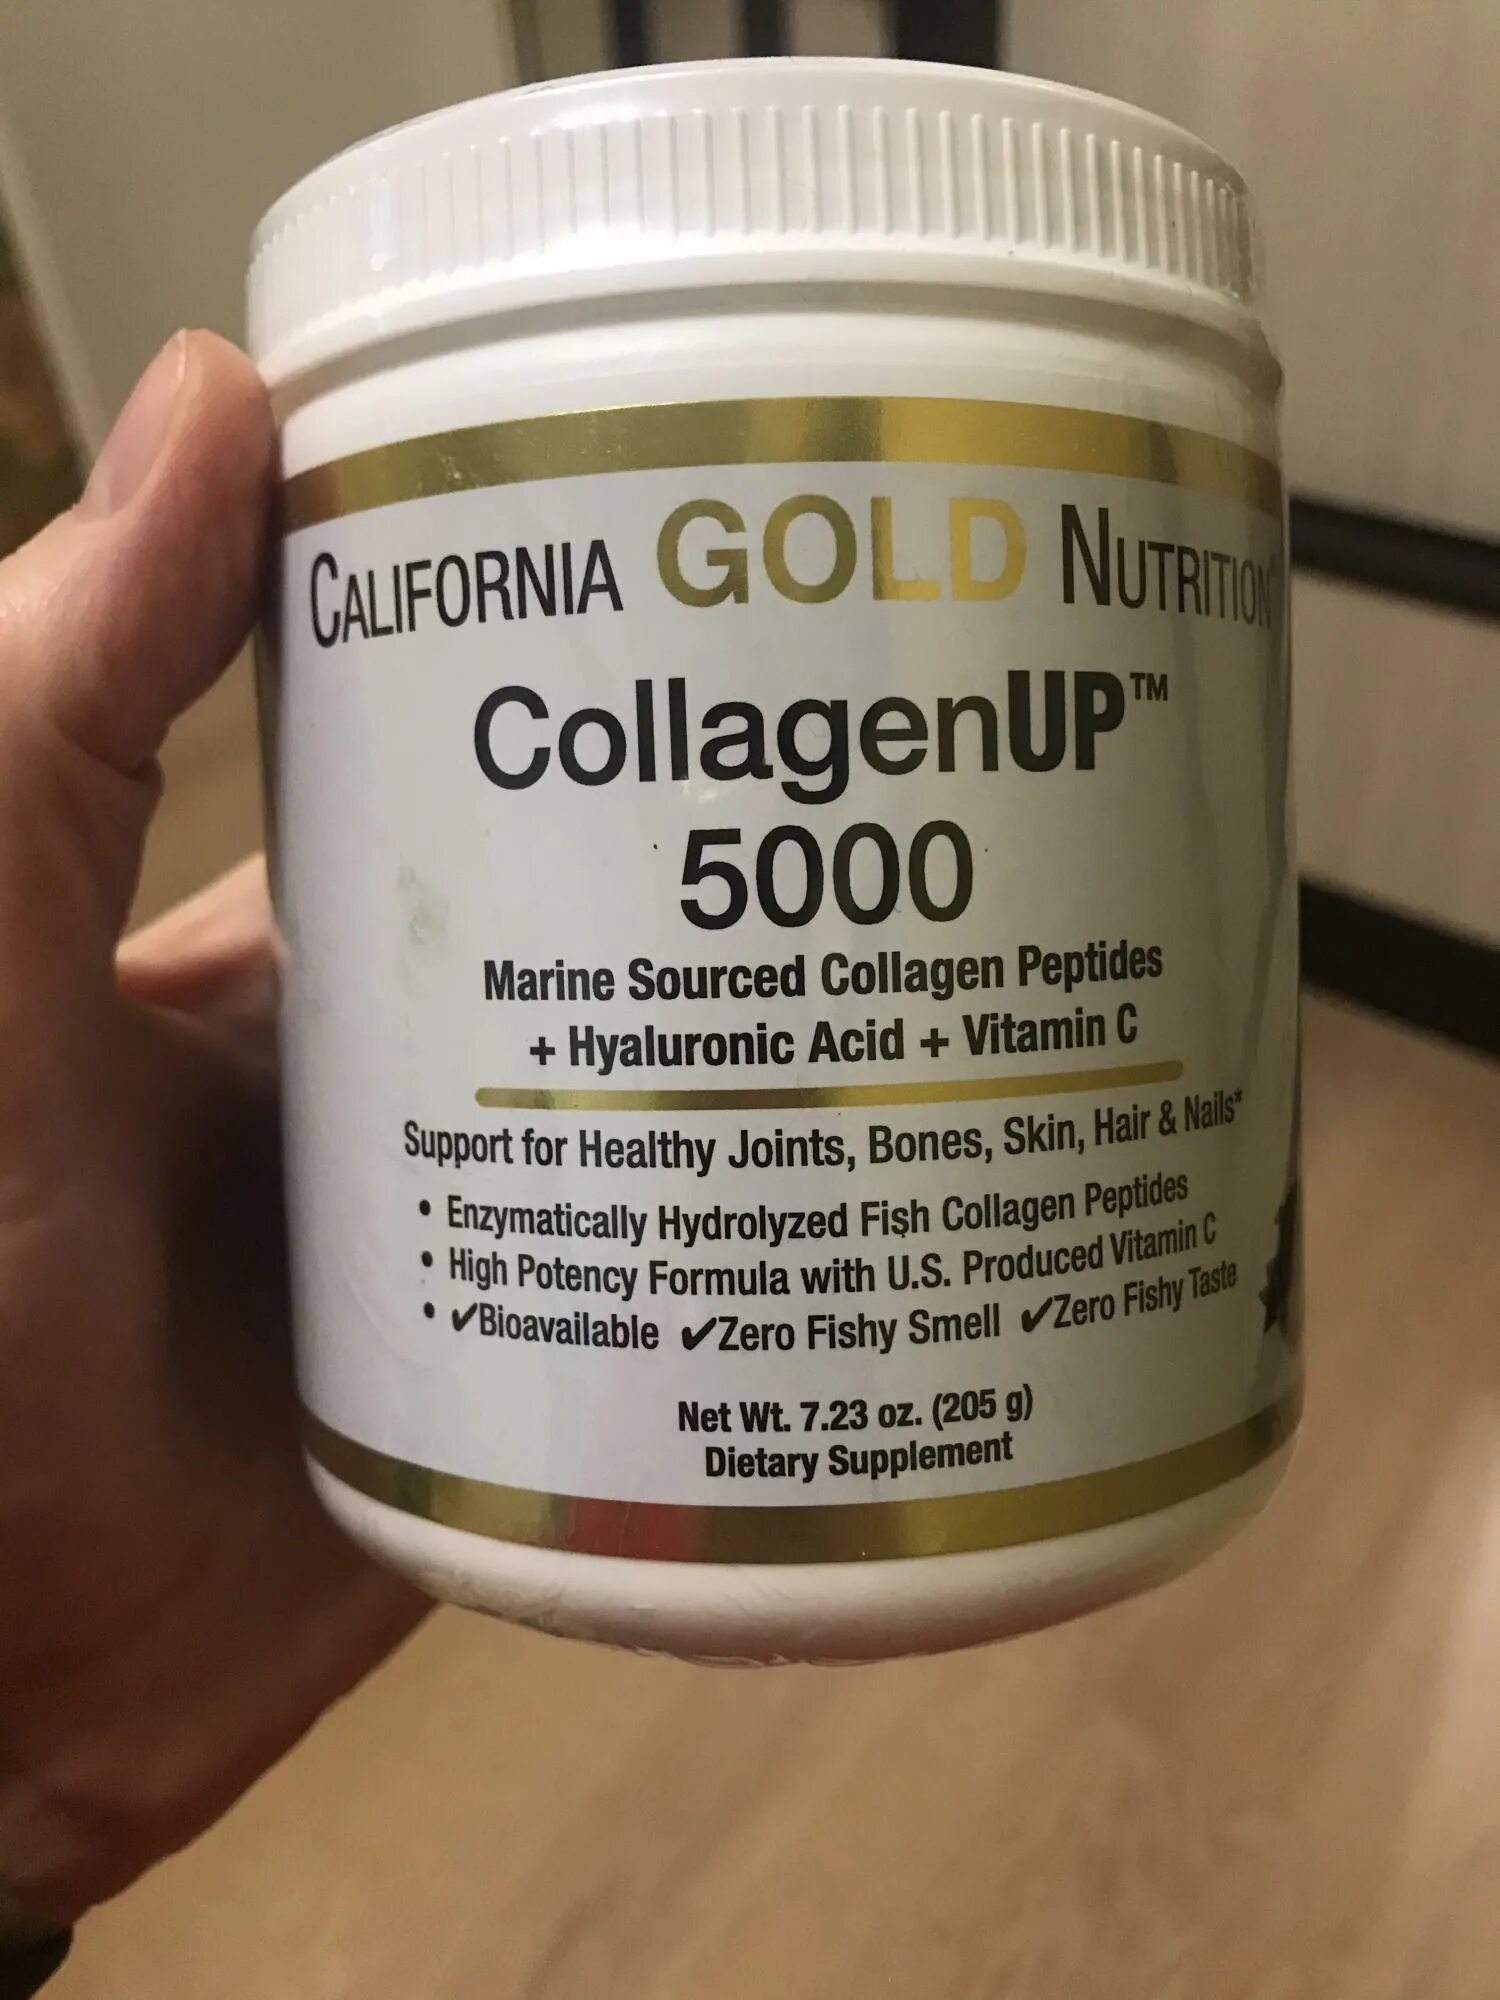 CALIFORNIA GOLD NUTRITION
CollagenUP™
5000
Marine Sourced Collagen Peptides
+ Hyaluronic Acid + Vitamin C
Support for Healthy Joints, Bones, Skin, Hair & Nails*
• Enzymatically Hydrolyzed Fish Collagen Peptides
• High Potency Formula with U.S. Produced Vitamin C
• ✔Bioavailable ✔Zero Fishy Smell ✔Zero Fishy Taste
Net Wt. 7.23 oz. (205 g)
Dietary Supplement